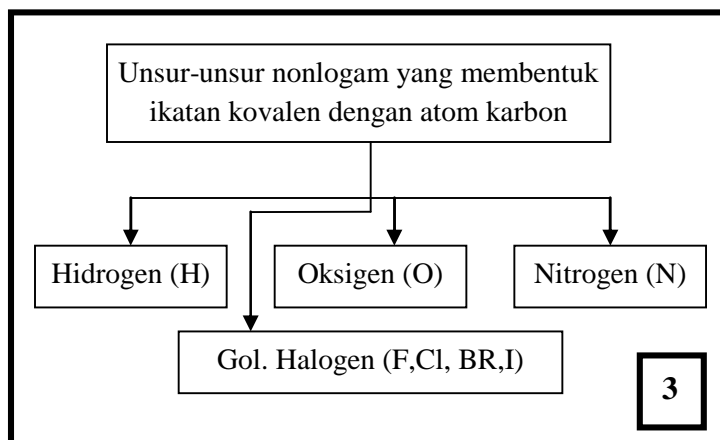 Unsur-unsur nonlogam yang membentuk
ikatan kovalen dengan atom karbon
Hidrogen (H)
Oksigen (O)
Nitrogen (N)
Gol. Halogen (F,Cl, BR,I)
3